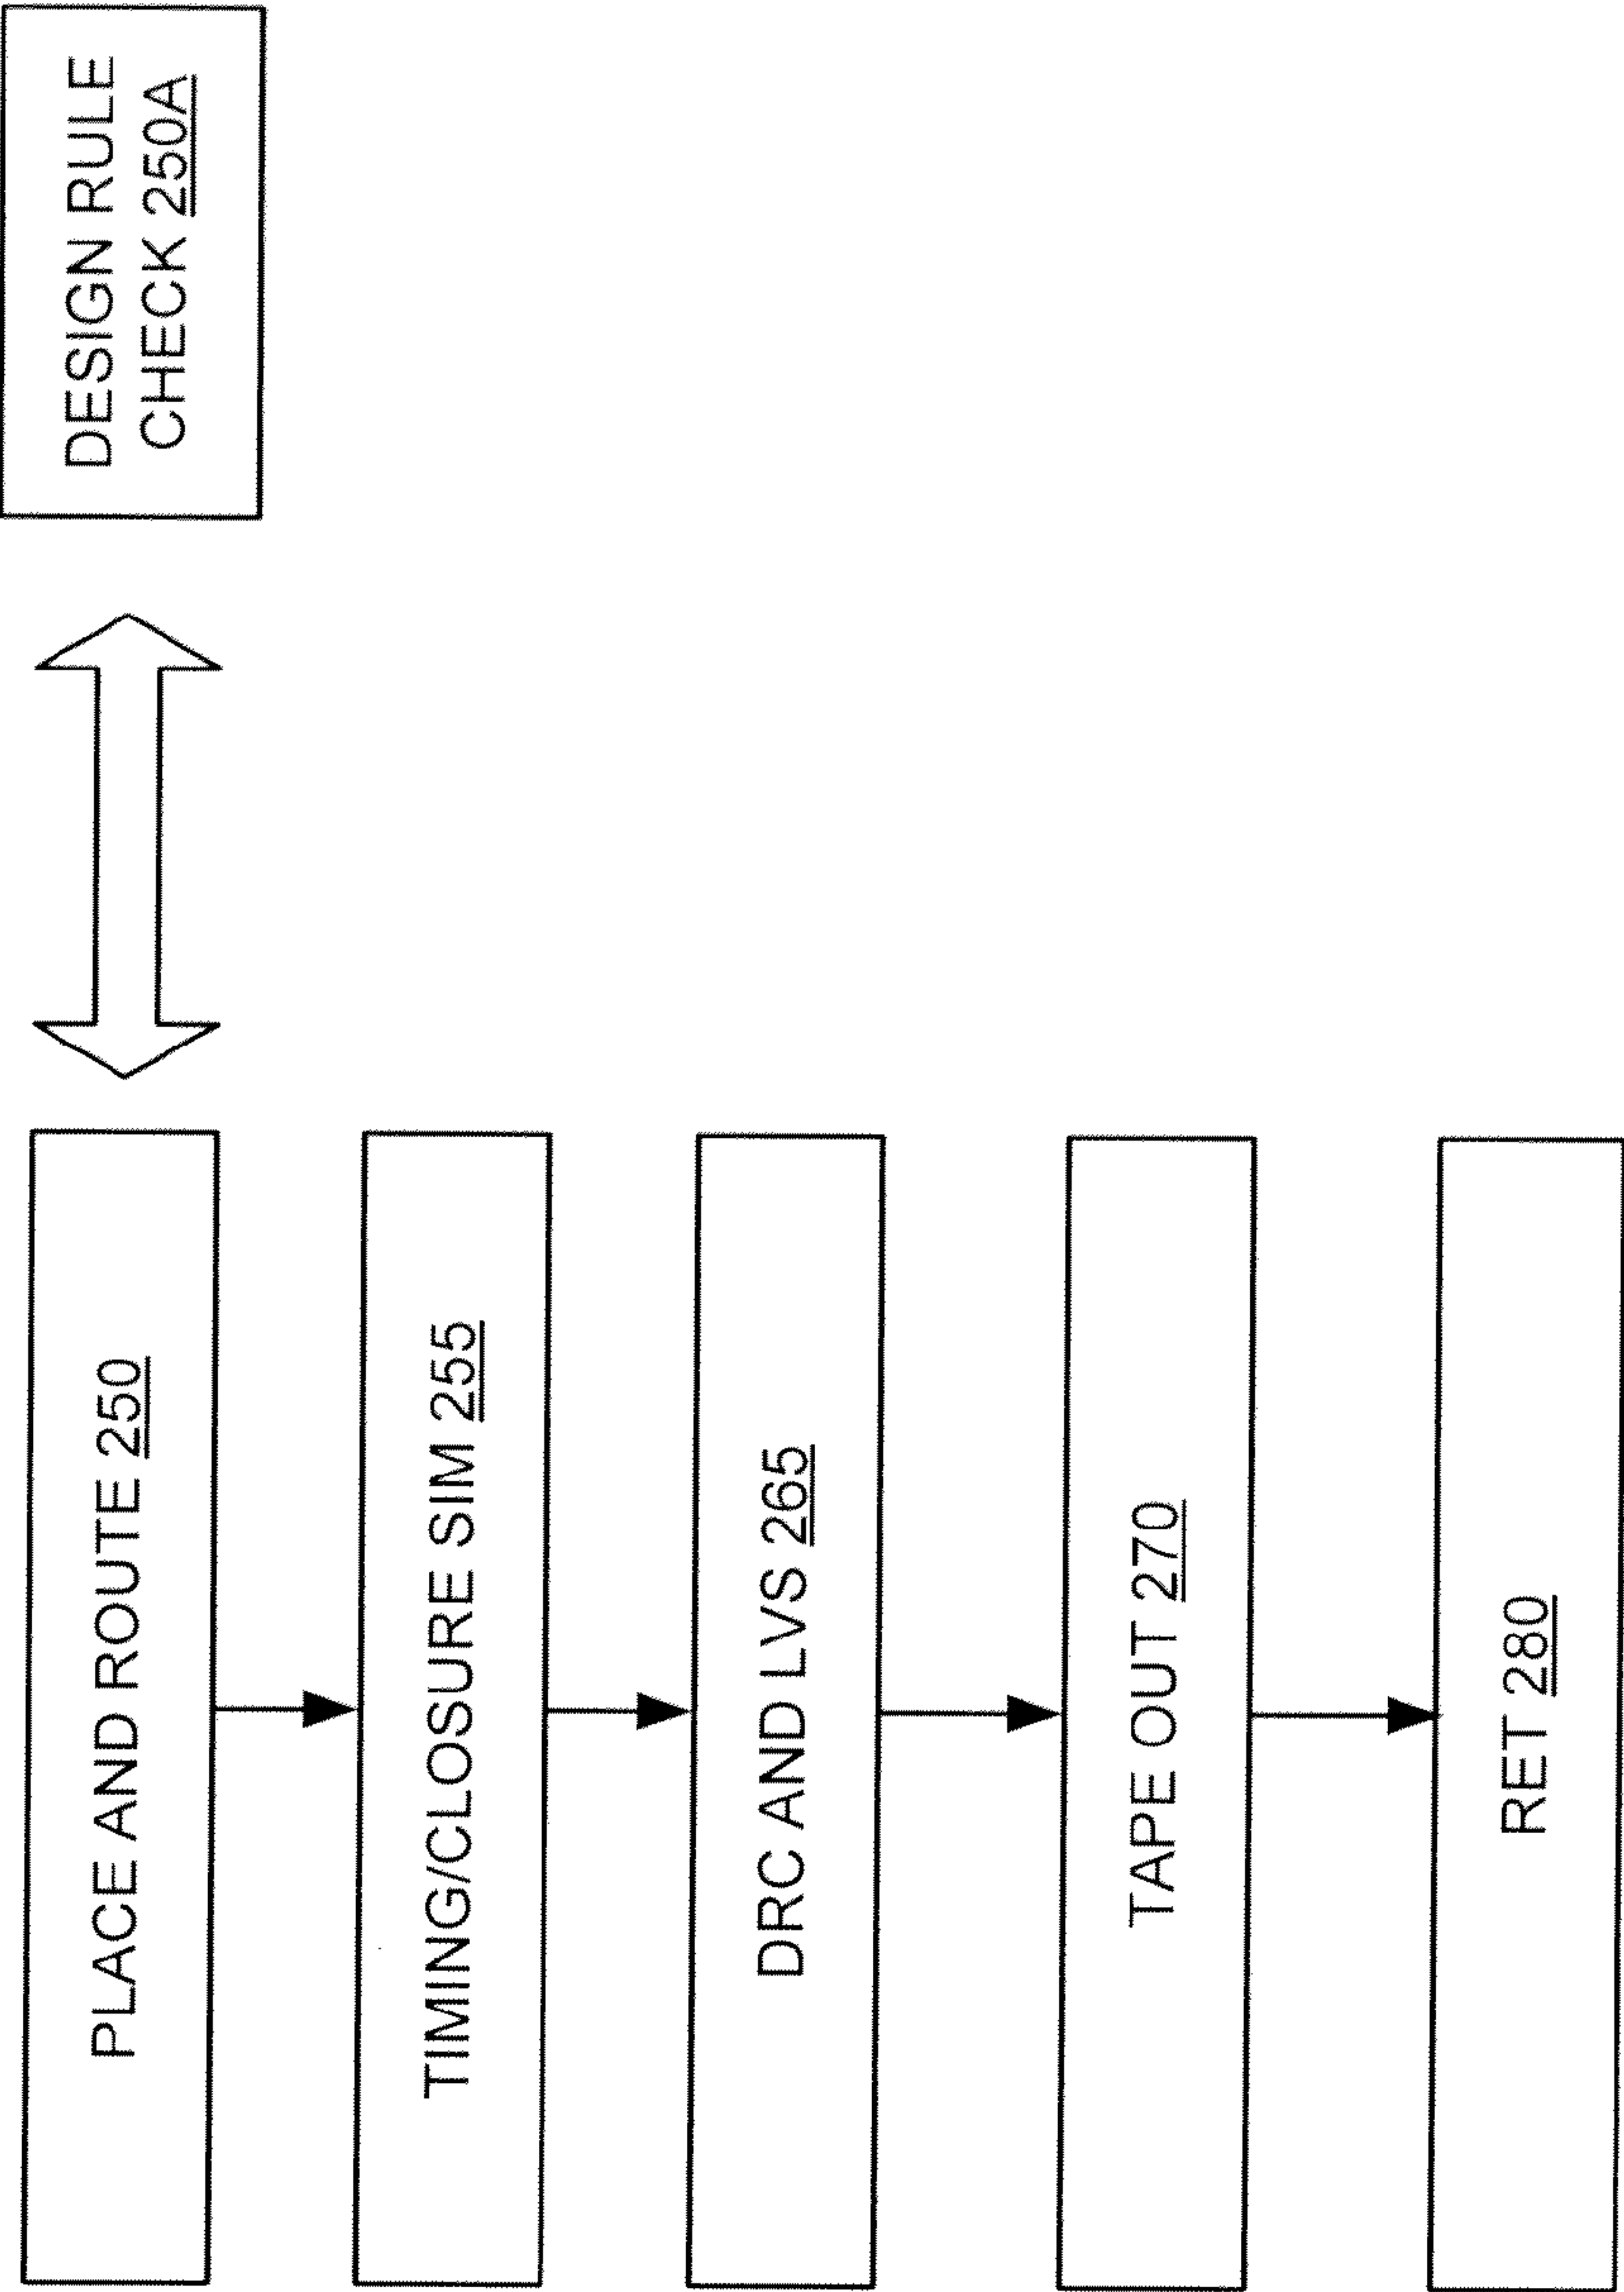 PLACE AND ROUTE 250
DESIGN RULE
CHECK 250A
TIMING/CLOSURE SIM 255
DRC AND LVS 265
TAPE OUT 270
RET 280